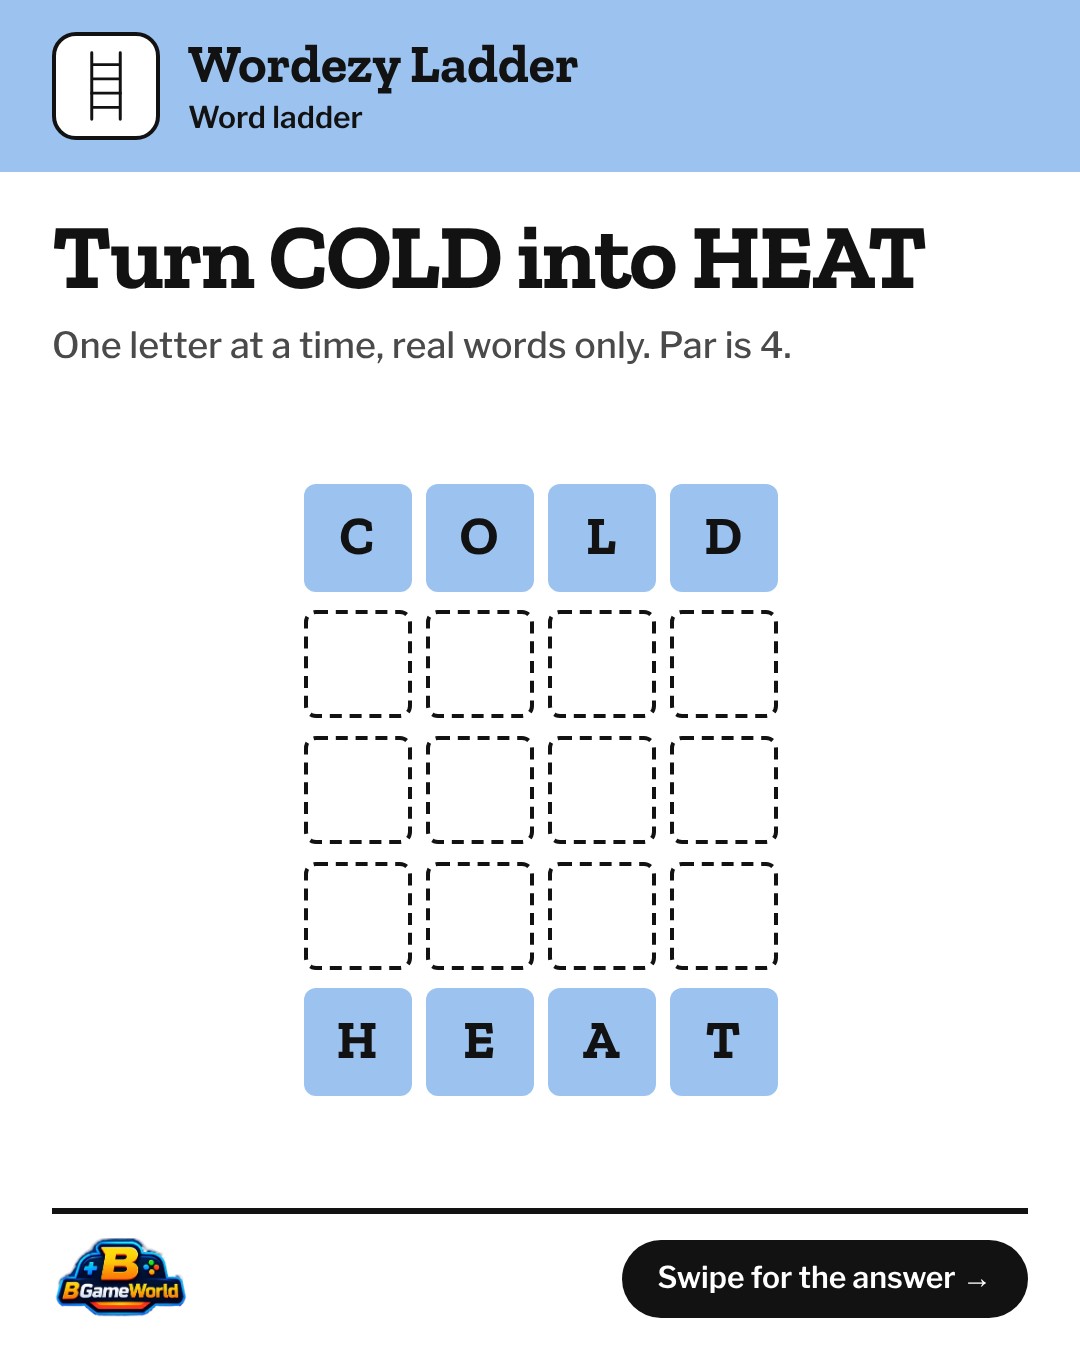 Wordezy Ladder
Word ladder
Turn COLD into HEAT
One letter at a time, real words only. Par is 4.
C O L D
H E A T
B
BGameWorld
Swipe for the answer →